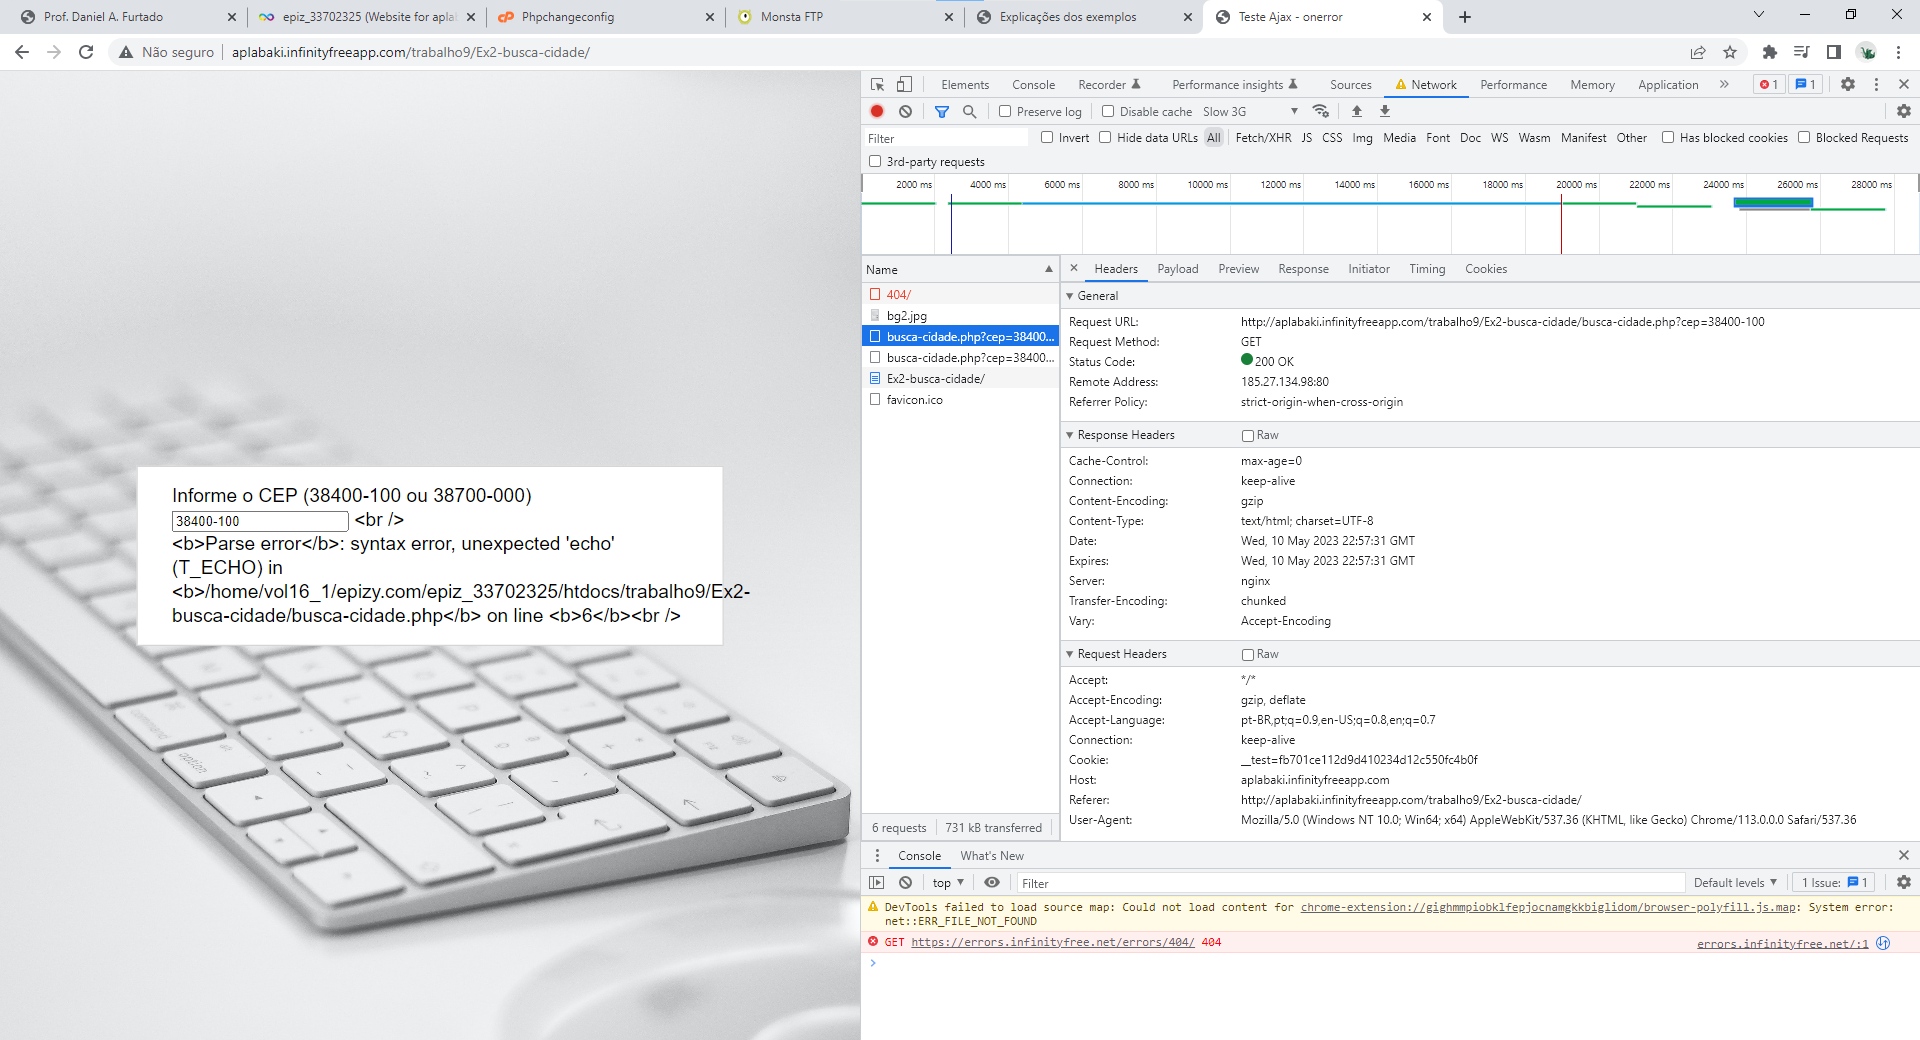 Prof. Daniel A. Furtado
epiz_33702325 (Website for apla
Phpchangeconfig
Monsta FTP
Explicações dos exemplos
Teste Ajax - onerror
Não seguro
aplabaki.infinityfreeapp.com/trabalho9/Ex2-busca-cidade/
Elements Console Recorder Performance insights Sources Network Performance Memory Application » 1 1
Preserve log Disable cache Slow 3G
Filter Invert Hide data URLs All Fetch/XHR JS CSS Img Media Font Doc WS Wasm Manifest Other Has blocked cookies Blocked Requests
3rd-party requests
2000 ms 4000 ms 6000 ms 8000 ms 10000 ms 12000 ms 14000 ms 16000 ms 18000 ms 20000 ms 22000 ms 24000 ms 26000 ms 28000 ms
Name
404/
bg2.jpg
busca-cidade.php?cep=38400...
busca-cidade.php?cep=38400...
Ex2-busca-cidade/
favicon.ico
6 requests 731 kB transferred
Headers Payload Preview Response Initiator Timing Cookies
General
Request URL: http://aplabaki.infinityfreeapp.com/trabalho9/Ex2-busca-cidade/busca-cidade.php?cep=38400-100
Request Method: GET
Status Code: 200 OK
Remote Address: 185.27.134.98:80
Referrer Policy: strict-origin-when-cross-origin
Response Headers Raw
Cache-Control: max-age=0
Connection: keep-alive
Content-Encoding: gzip
Content-Type: text/html; charset=UTF-8
Date: Wed, 10 May 2023 22:57:31 GMT
Expires: Wed, 10 May 2023 22:57:31 GMT
Server: nginx
Transfer-Encoding: chunked
Vary: Accept-Encoding
Request Headers Raw
Accept: */*
Accept-Encoding: gzip, deflate
Accept-Language: pt-BR,pt;q=0.9,en-US;q=0.8,en;q=0.7
Connection: keep-alive
Cookie: __test=fb701ce112d9d410234d12c550fc4b0f
Host: aplabaki.infinityfreeapp.com
Referer: http://aplabaki.infinityfreeapp.com/trabalho9/Ex2-busca-cidade/
User-Agent: Mozilla/5.0 (Windows NT 10.0; Win64; x64) AppleWebKit/537.36 (KHTML, like Gecko) Chrome/113.0.0.0 Safari/537.36
Informe o CEP (38400-100 ou 38700-000)
38400-100 <br />
<b>Parse error</b>: syntax error, unexpected 'echo'
(T_ECHO) in
<b>/home/vol16_1/epizy.com/epiz_33702325/htdocs/trabalho9/Ex2-
busca-cidade/busca-cidade.php</b> on line <b>6</b><br />
command
option
Console What's New
top Filter Default levels 1 Issue: 1
DevTools failed to load source map: Could not load content for chrome-extension://gighmmpiobklfepjocnamgkkbiglidom/browser-polyfill.js.map: System error:
net::ERR_FILE_NOT_FOUND
GET https://errors.infinityfree.net/errors/404/ 404 errors.infinityfree.net/:1